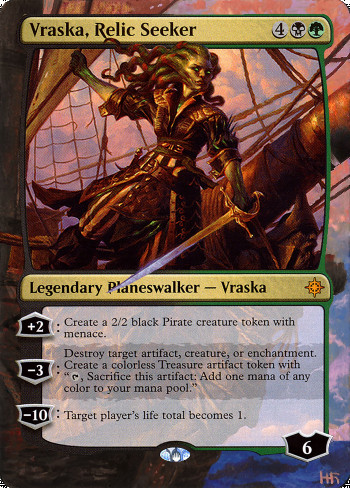 Vraska, Relic Seeker 4
Legendary Planeswalker — Vraska
+2: Create a 2/2 black Pirate creature token with
menace.
Destroy target artifact, creature, or enchantment.
-3: Create a colorless Treasure artifact token with
“, Sacrifice this artifact: Add one mana of any
color to your mana pool.”
-10: Target player's life total becomes 1.
6